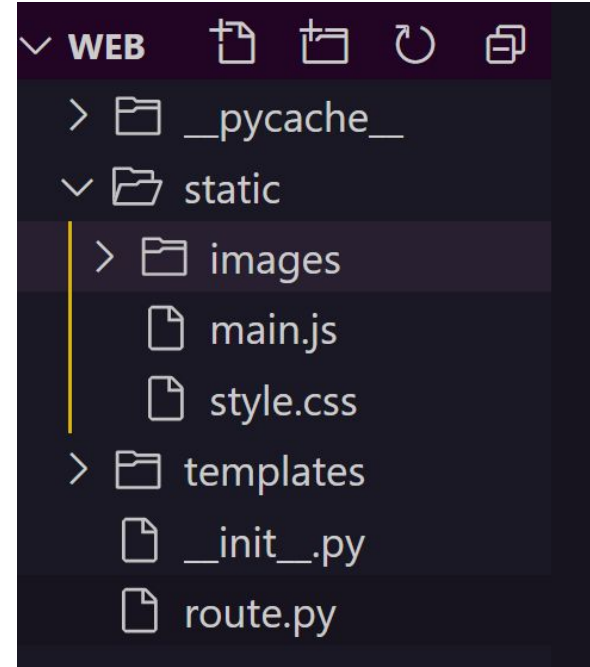 WEB
__pycache__
static
images
main.js
style.css
templates
__init__.py
route.py